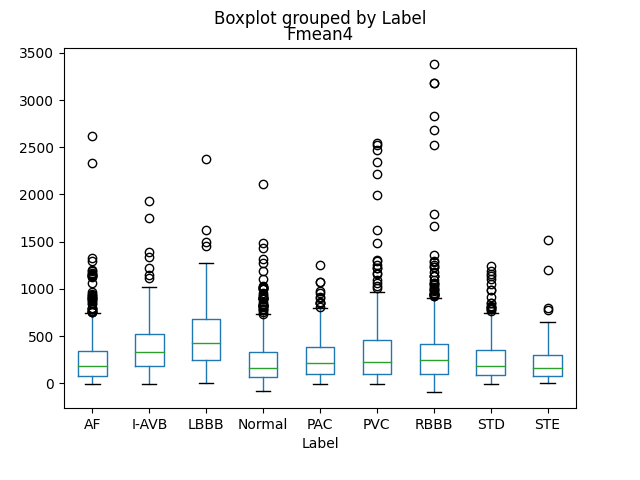 Boxplot grouped by Label
Fmean4
3500
3000
2500
2000
1500
1000
500
0
AF I-AVB LBBB Normal PAC PVC RBBB STD STE
Label